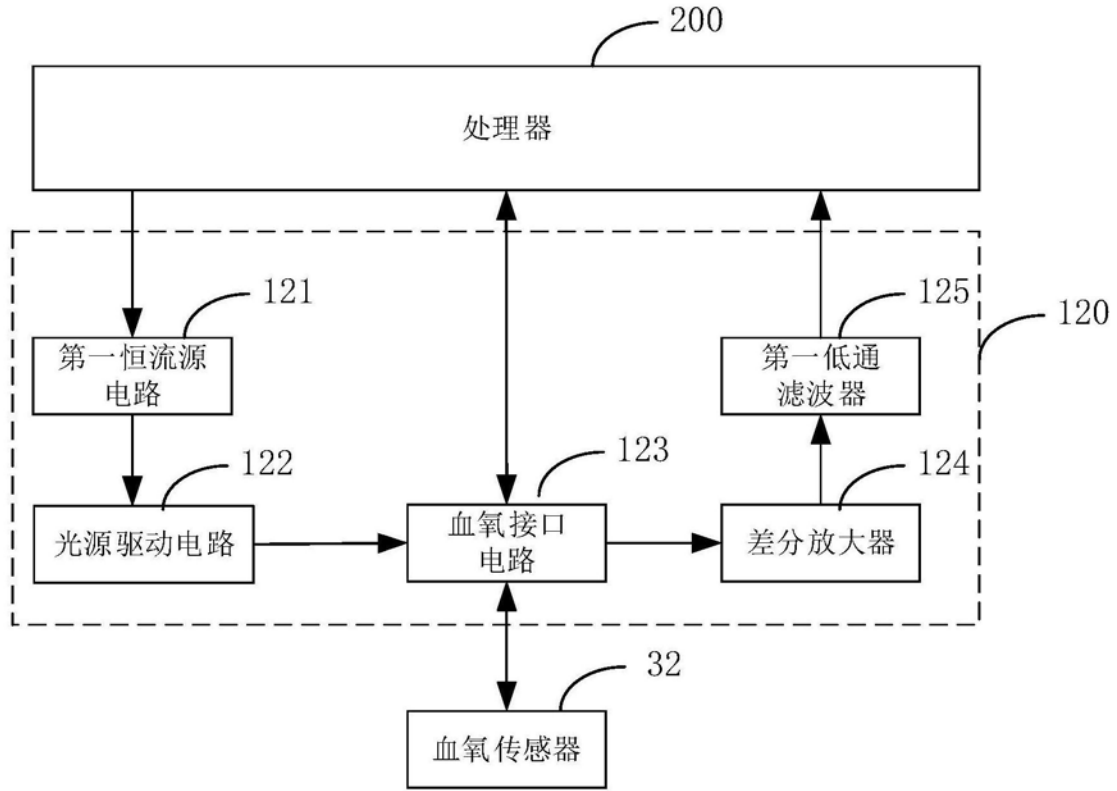 200
处理器
121
125
120
第一恒流源
电路
第一低通
滤波器
122
123
124
光源驱动电路
血氧接口
电路
差分放大器
32
血氧传感器